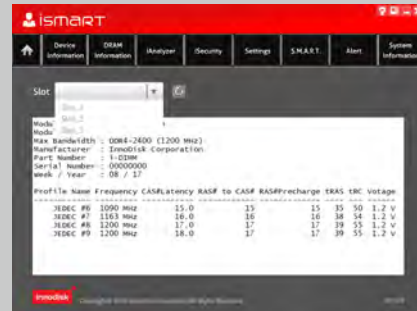 ismart
Device Information
DRAM Information
iAnalyzer
iSecurity
Settings
S.M.A.R.T.
Alert
System Information
Slot
Modu
Modu
Max Bandwidth : DDR4-2400 (1200 MHz)
Manufacturer : InnoDisk Corporation
Part Number : I-DIMM
Serial Number : 00000000
Week / Year : 08 / 17
Profile Name Frequency CAS#Latency RAS# to CAS# RAS#Precharge tRAS tRC Votage
JEDEC #6 1090 MHz 15.0 15 15 35 50 1.2 V
JEDEC #7 1163 MHz 16.0 16 16 38 54 1.2 V
JEDEC #8 1200 MHz 17.0 17 17 39 55 1.2 V
JEDEC #9 1200 MHz 18.0 17 17 39 55 1.2 V
innodisk